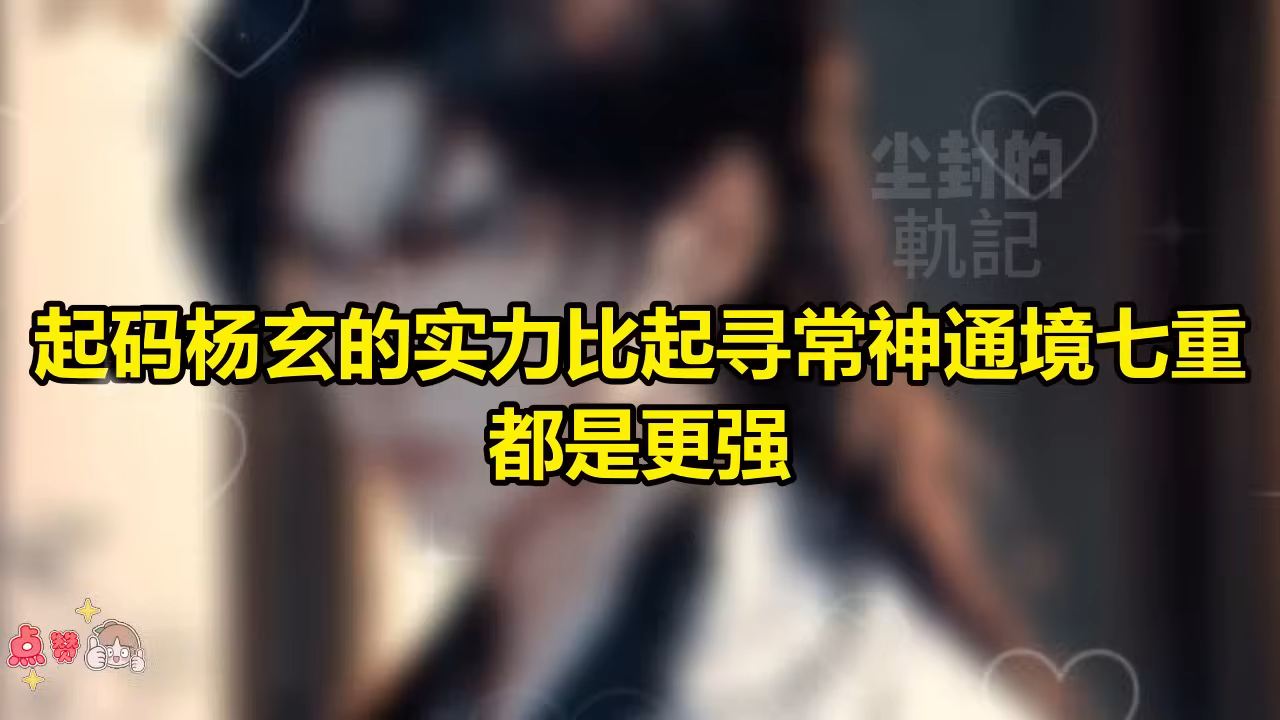 尘封的
軌記
起码杨玄的实力比起寻常神通境七重
都是更强
点赞